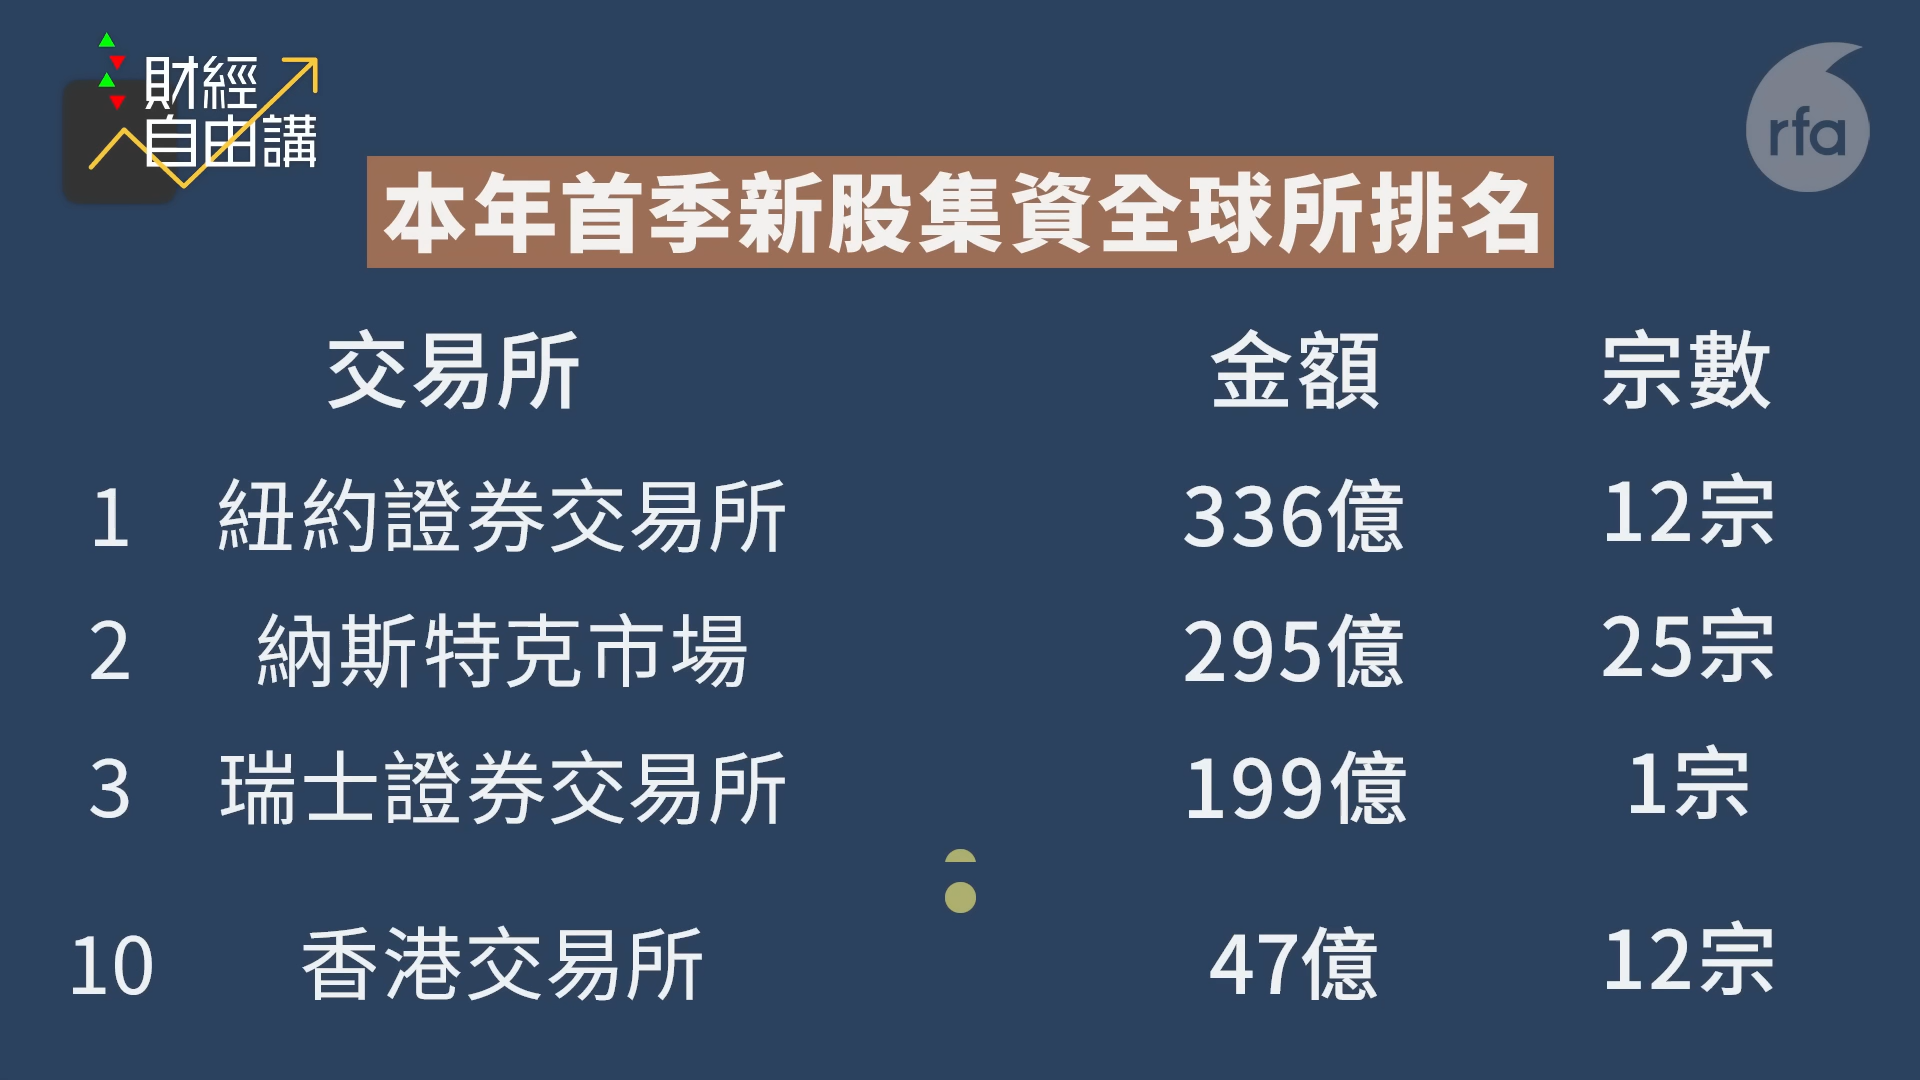 財經
自由講
rfa
本年首季新股集資全球所排名
交易所 金額 宗數
1 紐約證券交易所 336億 12宗
2 納斯特克市場 295億 25宗
3 瑞士證券交易所 199億 1宗
10 香港交易所 47億 12宗